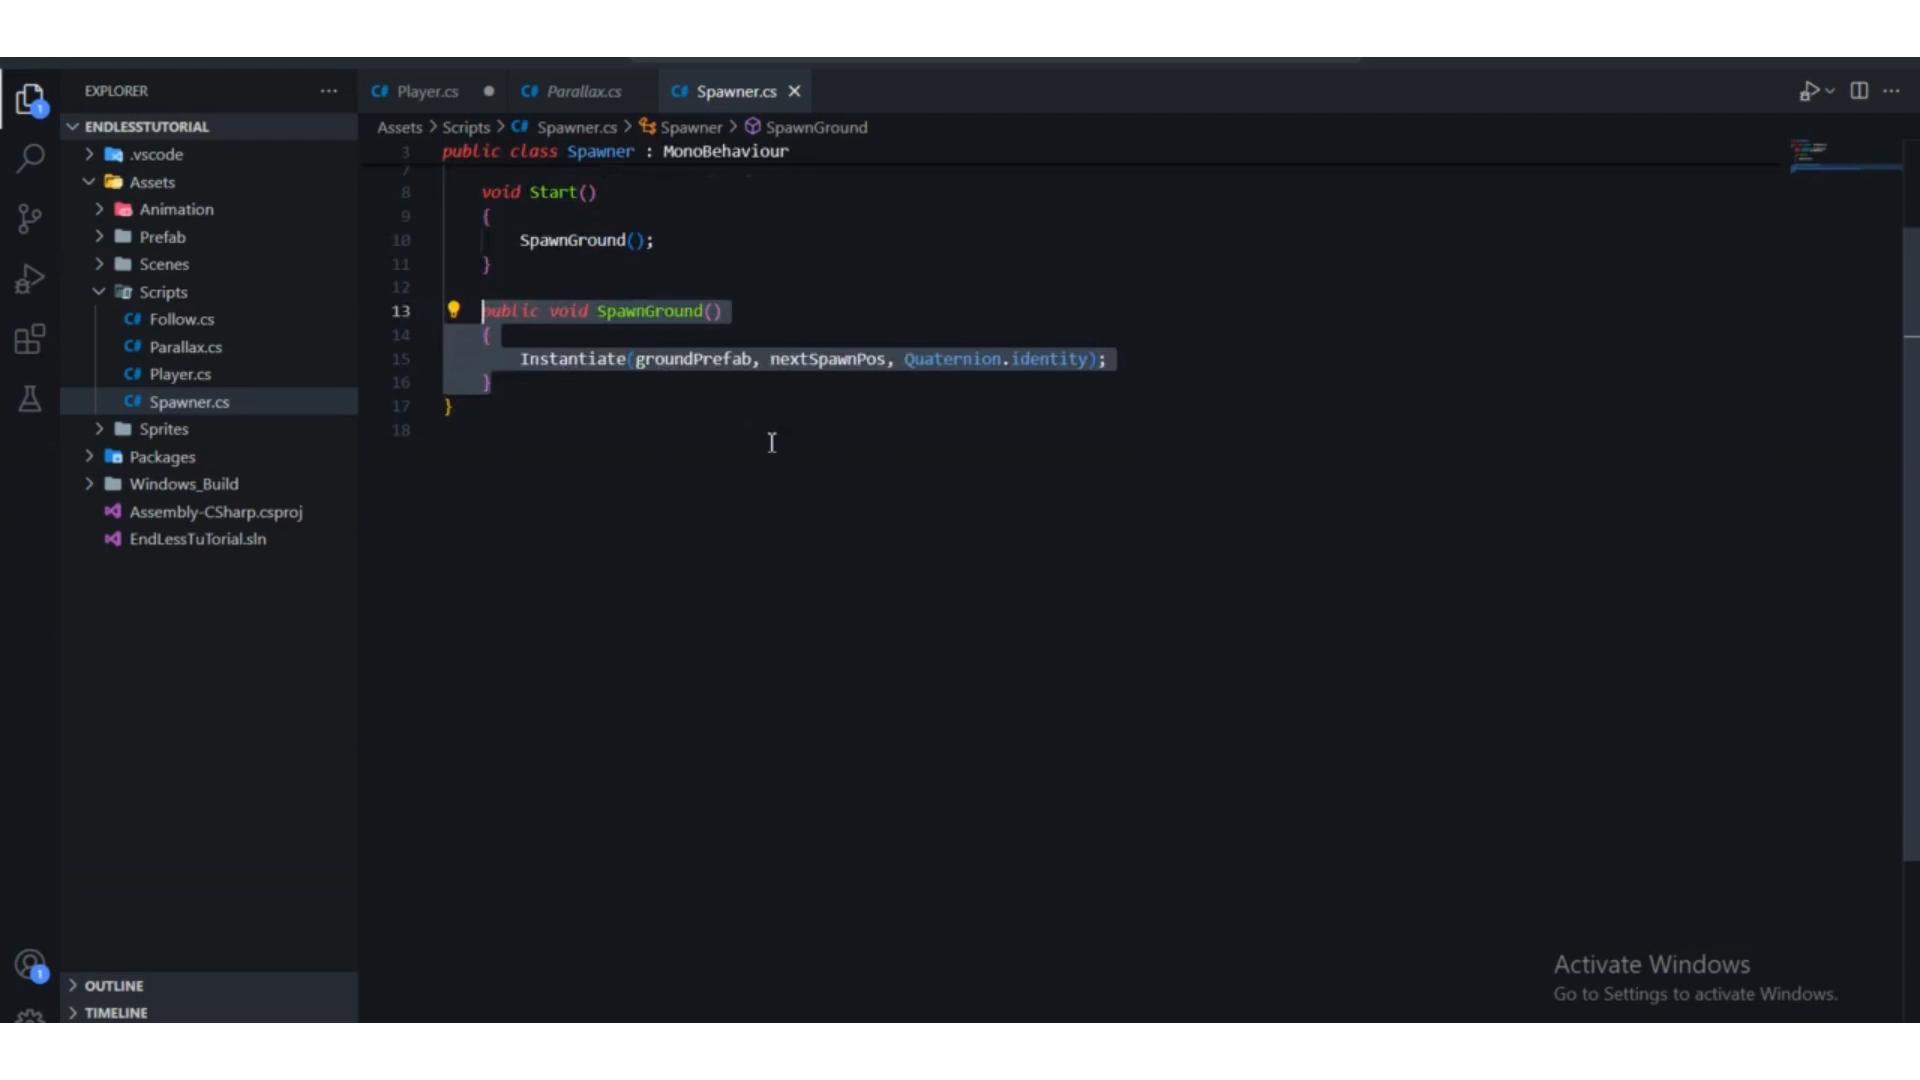 EXPLORER
ENDLESSTUTORIAL
.vscode
Assets
Animation
Prefab
Scenes
Scripts
C# Follow.cs
C# Parallax.cs
C# Player.cs
C# Spawner.cs
Sprites
Packages
Windows_Build
Assembly-CSharp.csproj
EndLessTuTorial.sln
OUTLINE
TIMELINE
1
1
C# Player.cs
C# Parallax.cs
C# Spawner.cs
Assets > Scripts > C# Spawner.cs > Spawner > SpawnGround
3 public class Spawner : MonoBehaviour
7
8 void Start()
9 {
10 SpawnGround();
11 }
12
13 public void SpawnGround()
14 {
15 Instantiate(groundPrefab, nextSpawnPos, Quaternion.identity);
16 }
17 }
18
Activate Windows
Go to Settings to activate Windows.